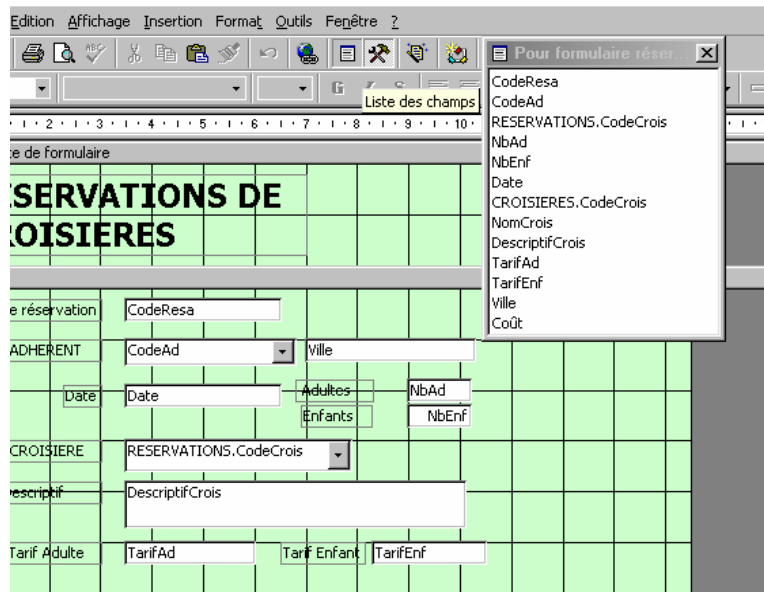 Edition Affichage Insertion Format Outils Fenêtre ?
ABC
Pour formulaire réser...
G I S
Liste des champs
CodeResa
CodeAd
RESERVATIONS.CodeCrois
NbAd
NbEnf
Date
CROISIERES.CodeCrois
NomCrois
DescriptifCrois
TarifAd
TarifEnf
Ville
Coût
2 3 4 5 6 7 8 9 10
te de formulaire
SERVATIONS DE
OISIERES
e réservation CodeResa
ADHERENT CodeAd Ville
Date Date Adultes NbAd
Enfants NbEnf
CROISIERE RESERVATIONS.CodeCrois
escriptif DescriptifCrois
Tarif Adulte TarifAd Tarif Enfant TarifEnf